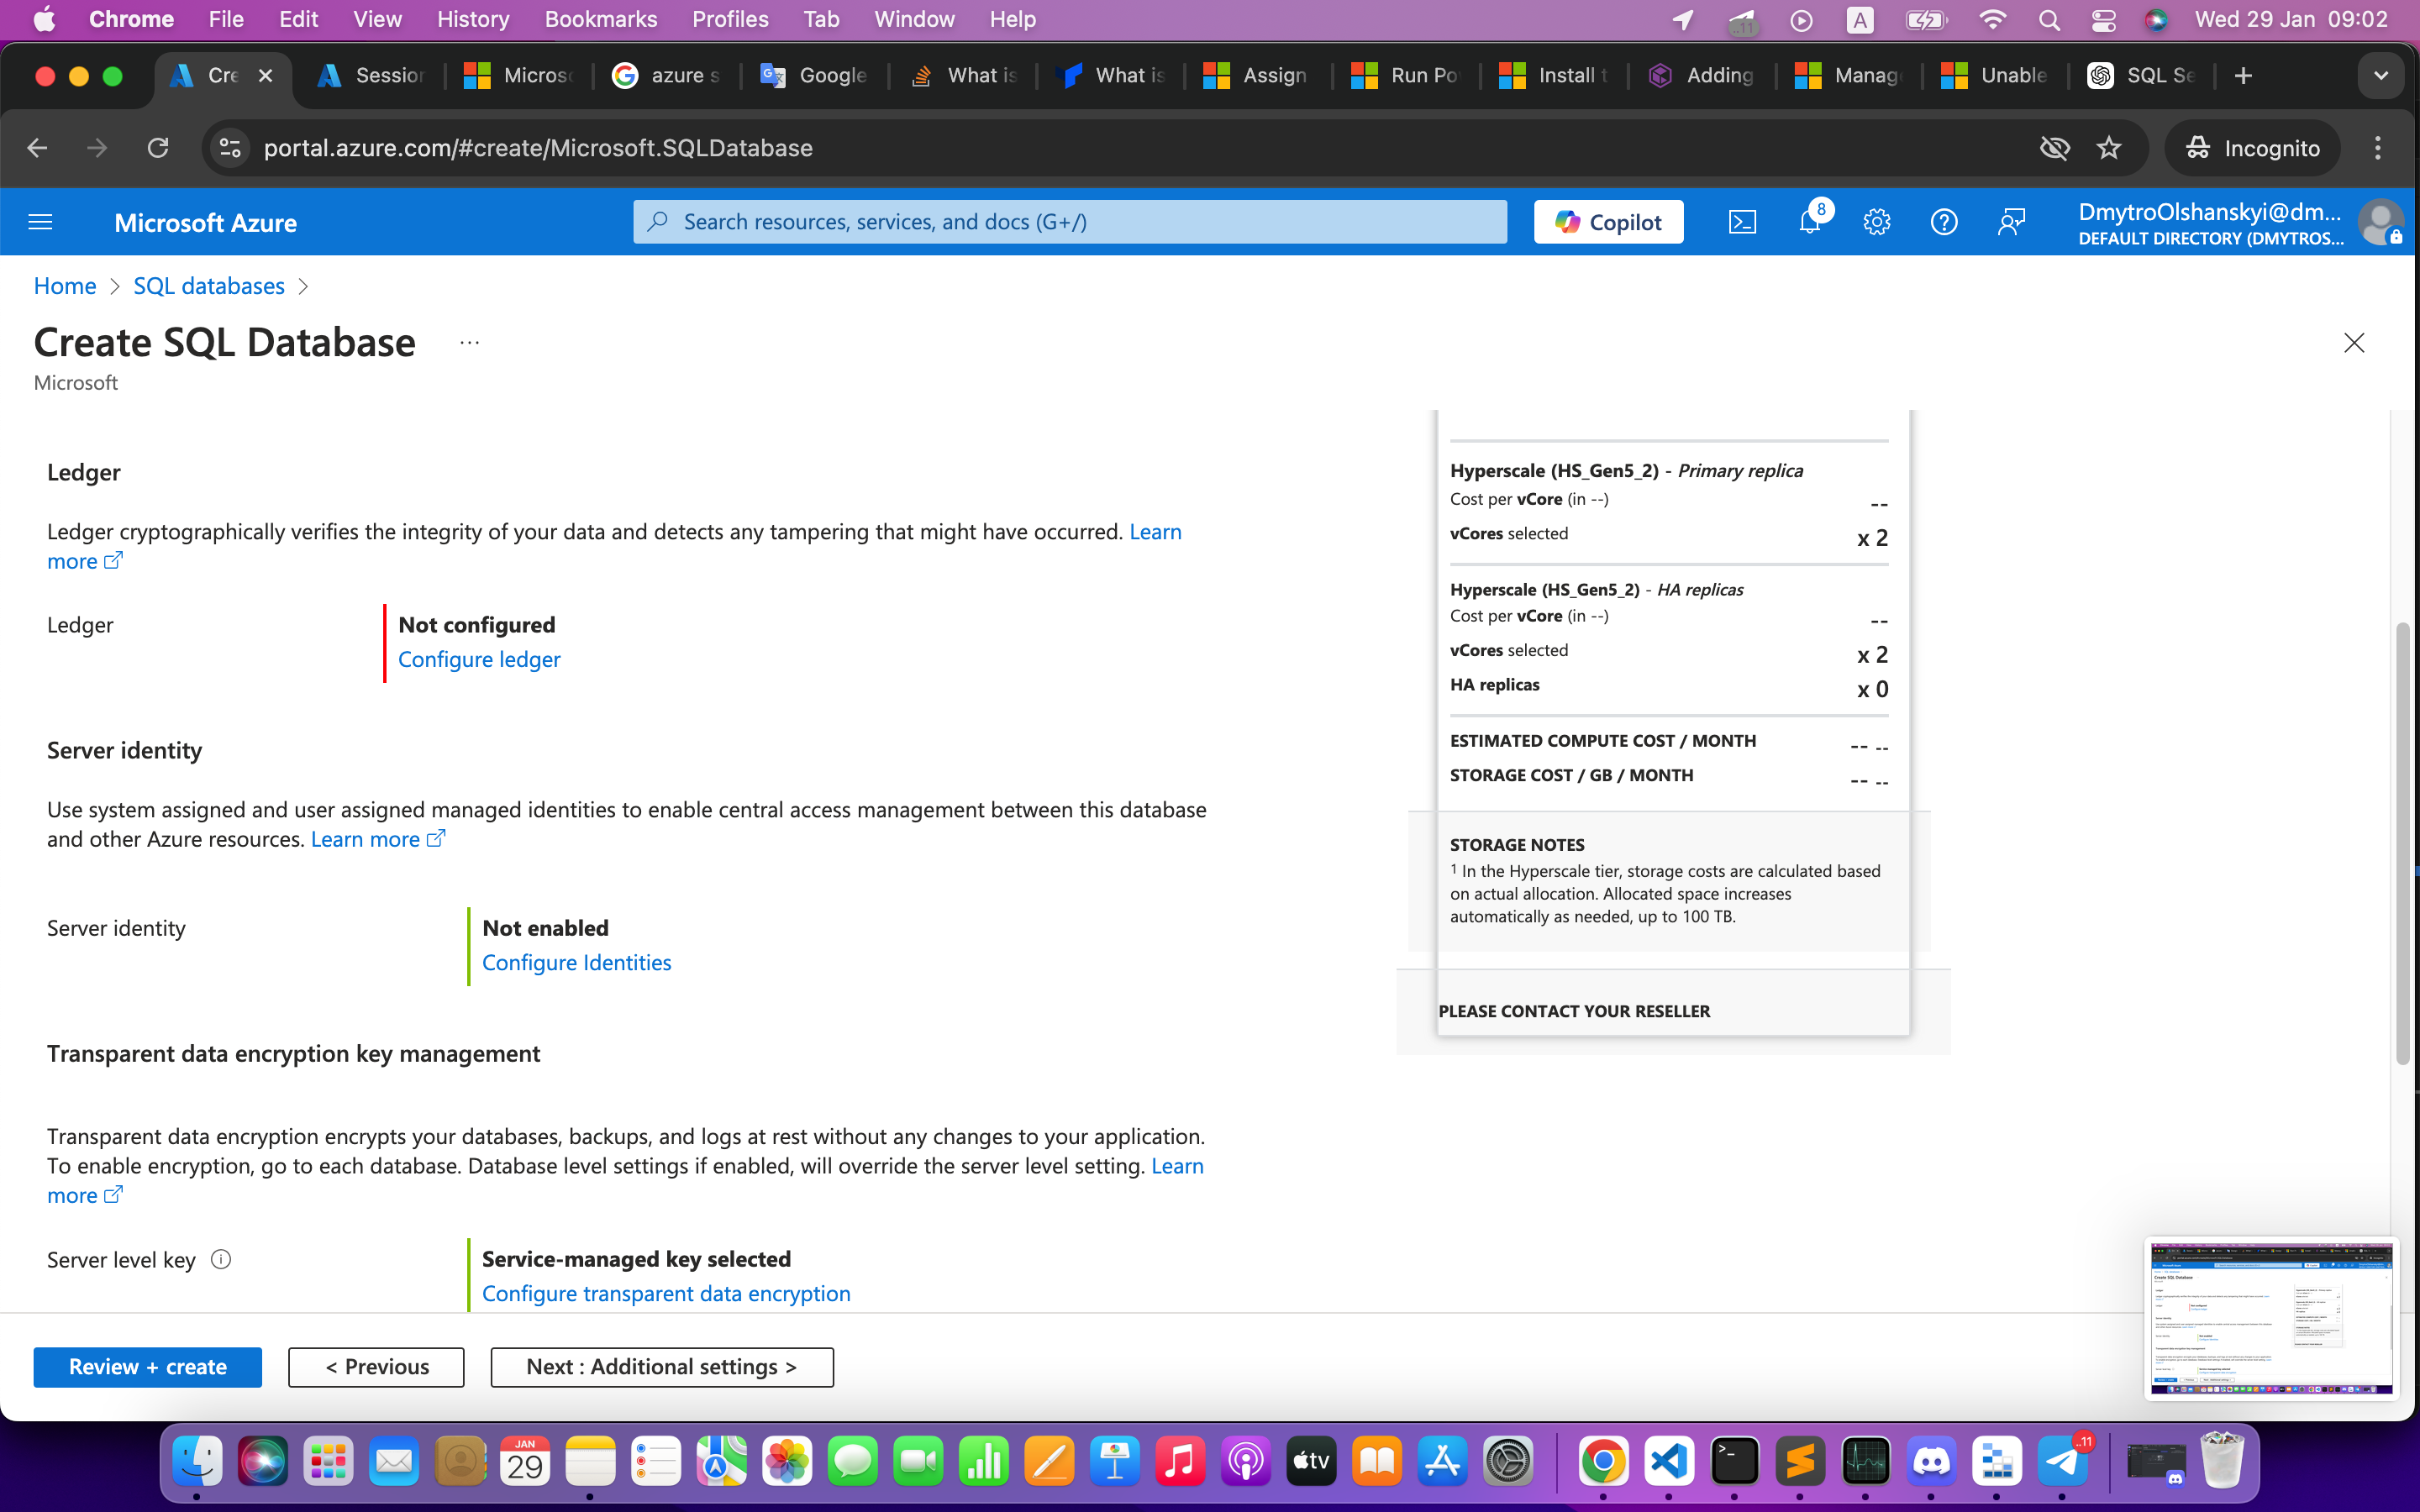 Chrome File Edit View History Bookmarks Profiles Tab Window Help
11 A Wed 29 Jan 09:02
Cre Session Microso azure s Google What is What is Assign Run Po Install t Adding Manag Unable SQL Se
portal.azure.com/#create/Microsoft.SQLDatabase
Incognito
Microsoft Azure
Search resources, services, and docs (G+/)
Copilot
8
DmytroOlshanskyi@dm...
DEFAULT DIRECTORY (DMYTROS...
Home > SQL databases >
Create SQL Database ...
Microsoft
Ledger
Ledger cryptographically verifies the integrity of your data and detects any tampering that might have occurred. Learn
more
Ledger
Not configured
Configure ledger
Server identity
Use system assigned and user assigned managed identities to enable central access management between this database
and other Azure resources. Learn more
Server identity
Not enabled
Configure Identities
Transparent data encryption key management
Transparent data encryption encrypts your databases, backups, and logs at rest without any changes to your application.
To enable encryption, go to each database. Database level settings if enabled, will override the server level setting. Learn
more
Server level key
Service-managed key selected
Configure transparent data encryption
Hyperscale (HS_Gen5_2) - Primary replica
Cost per vCore (in --) --
vCores selected x 2
Hyperscale (HS_Gen5_2) - HA replicas
Cost per vCore (in --) --
vCores selected x 2
HA replicas x 0
ESTIMATED COMPUTE COST / MONTH -- --
STORAGE COST / GB / MONTH -- --
STORAGE NOTES
1 In the Hyperscale tier, storage costs are calculated based
on actual allocation. Allocated space increases
automatically as needed, up to 100 TB.
PLEASE CONTACT YOUR RESELLER
Review + create
< Previous
Next : Additional settings >
JAN
29
tv
11